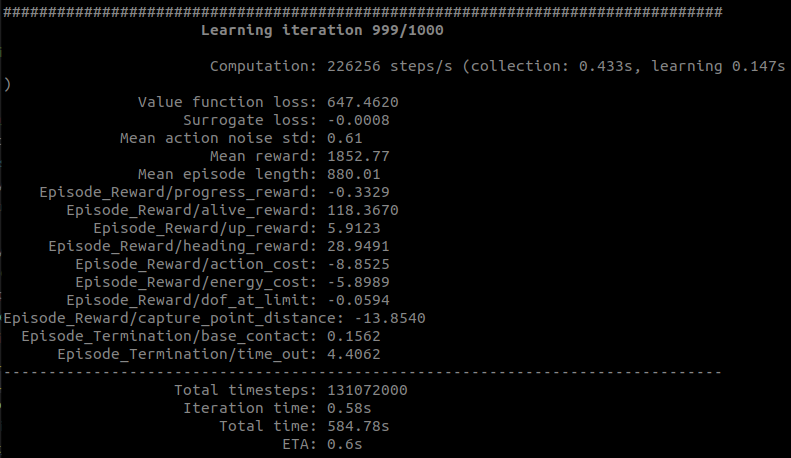 ################################################################################
Learning iteration 999/1000
Computation: 226256 steps/s (collection: 0.433s, learning 0.147s
)
Value function loss: 647.4620
Surrogate loss: -0.0008
Mean action noise std: 0.61
Mean reward: 1852.77
Mean episode length: 880.01
Episode_Reward/progress_reward: -0.3329
Episode_Reward/alive_reward: 118.3670
Episode_Reward/up_reward: 5.9123
Episode_Reward/heading_reward: 28.9491
Episode_Reward/action_cost: -8.8525
Episode_Reward/energy_cost: -5.8989
Episode_Reward/dof_at_limit: -0.0594
Episode_Reward/capture_point_distance: -13.8540
Episode_Termination/base_contact: 0.1562
Episode_Termination/time_out: 4.4062
--------------------------------------------------------------------------------
Total timesteps: 131072000
Iteration time: 0.58s
Total time: 584.78s
ETA: 0.6s